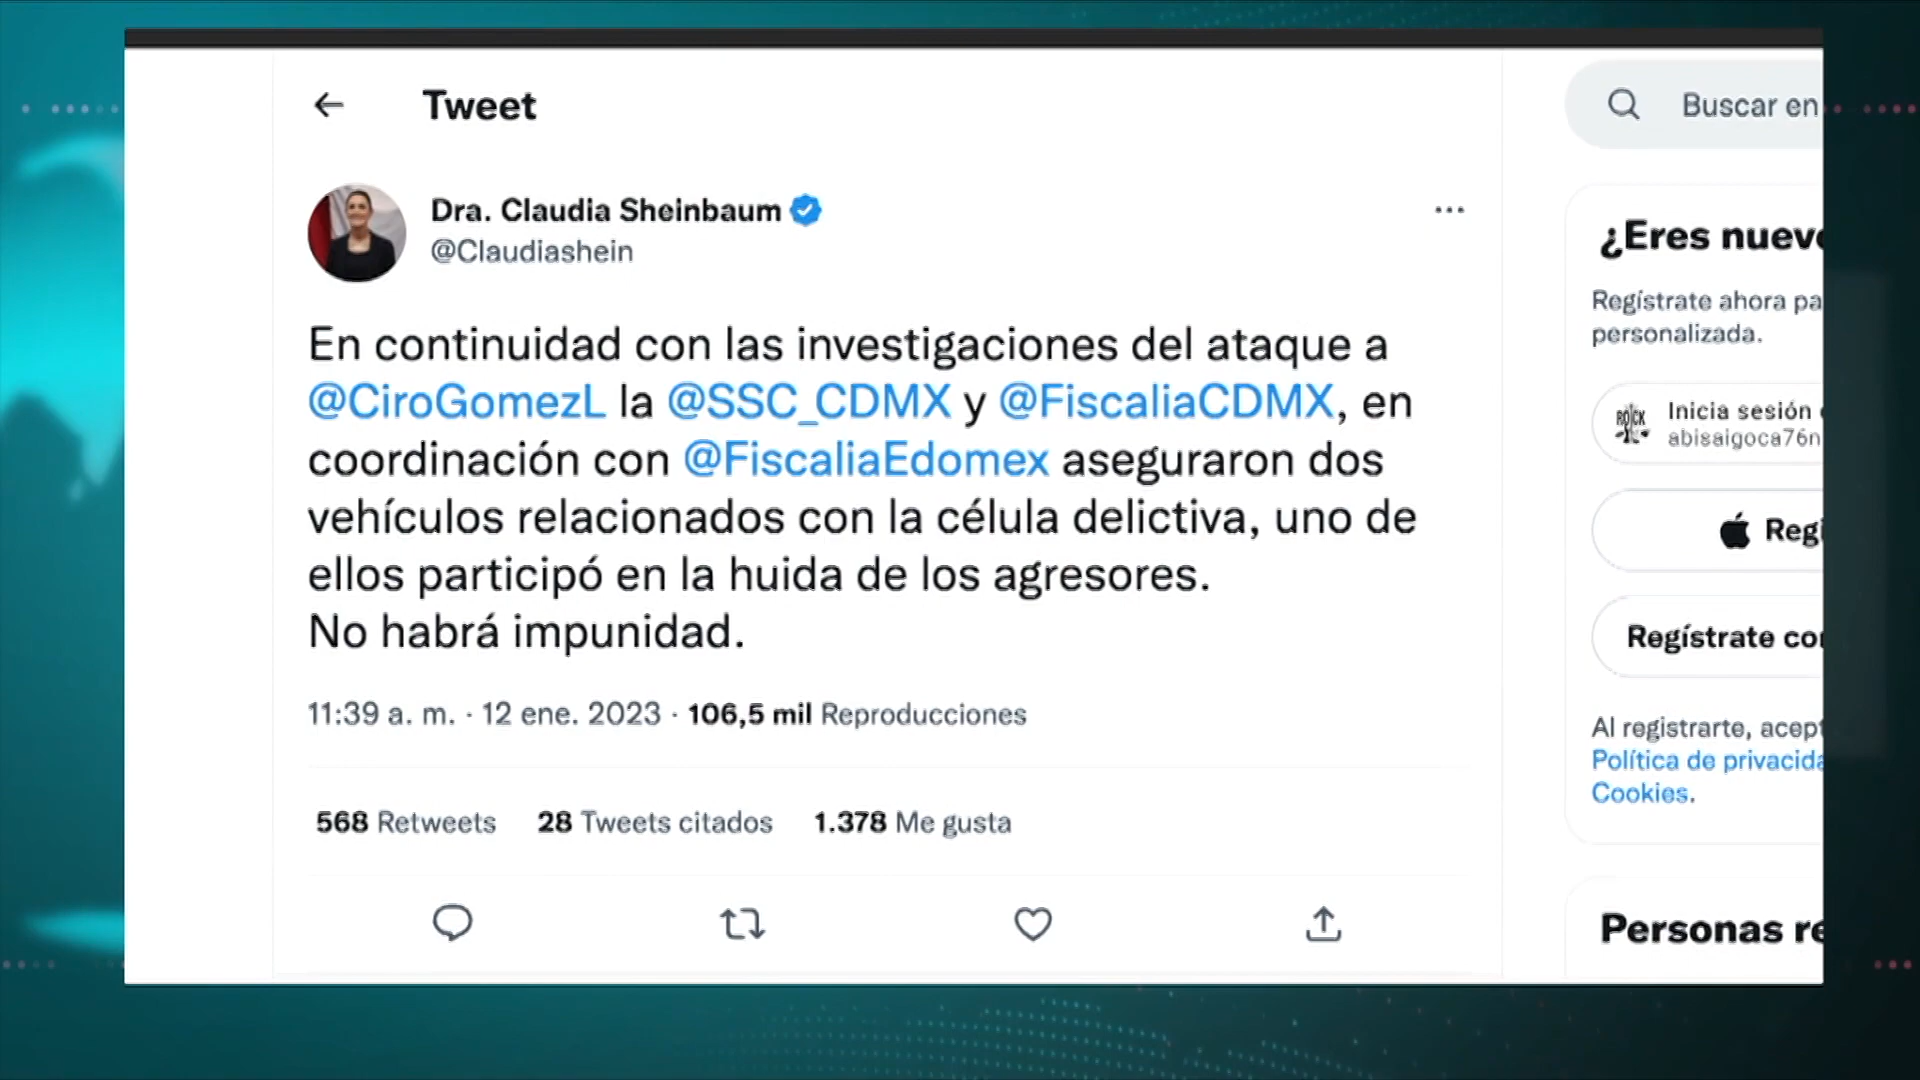 Tweet
Buscar en
Dra. Claudia Sheinbaum
@Claudiashein
En continuidad con las investigaciones del ataque a
@CiroGomezL la @SSC_CDMX y @FiscaliaCDMX, en
coordinación con @FiscaliaEdomex aseguraron dos
vehículos relacionados con la célula delictiva, uno de
ellos participó en la huida de los agresores.
No habrá impunidad.
11:39 a. m. · 12 ene. 2023 · 106,5 mil Reproducciones
568 Retweets 28 Tweets citados 1.378 Me gusta
¿Eres nuevo
Regístrate ahora pa
personalizada.
ROCK
Inicia sesión
abisaigoca76n
Regi
Regístrate co
Al registrarte, acept
Política de privacida
Cookies.
Personas re